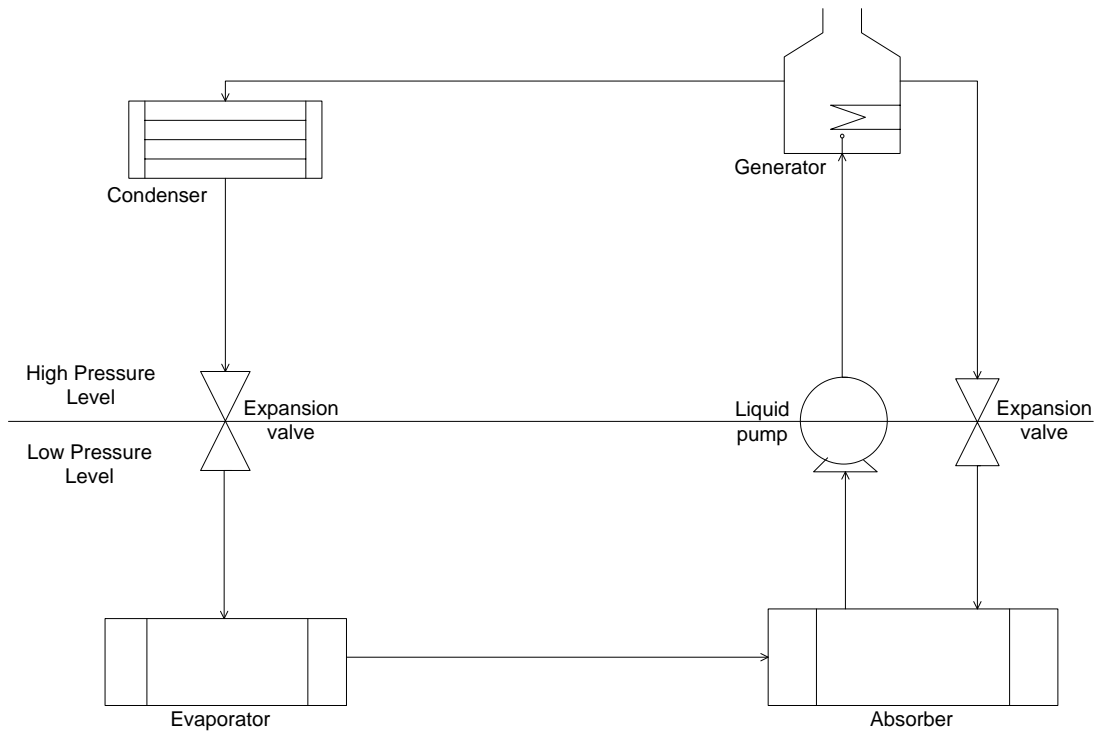 Generator
Condenser
High Pressure
Level
Expansion
valve
Liquid
pump
Expansion
valve
Low Pressure
Level
Evaporator
Absorber